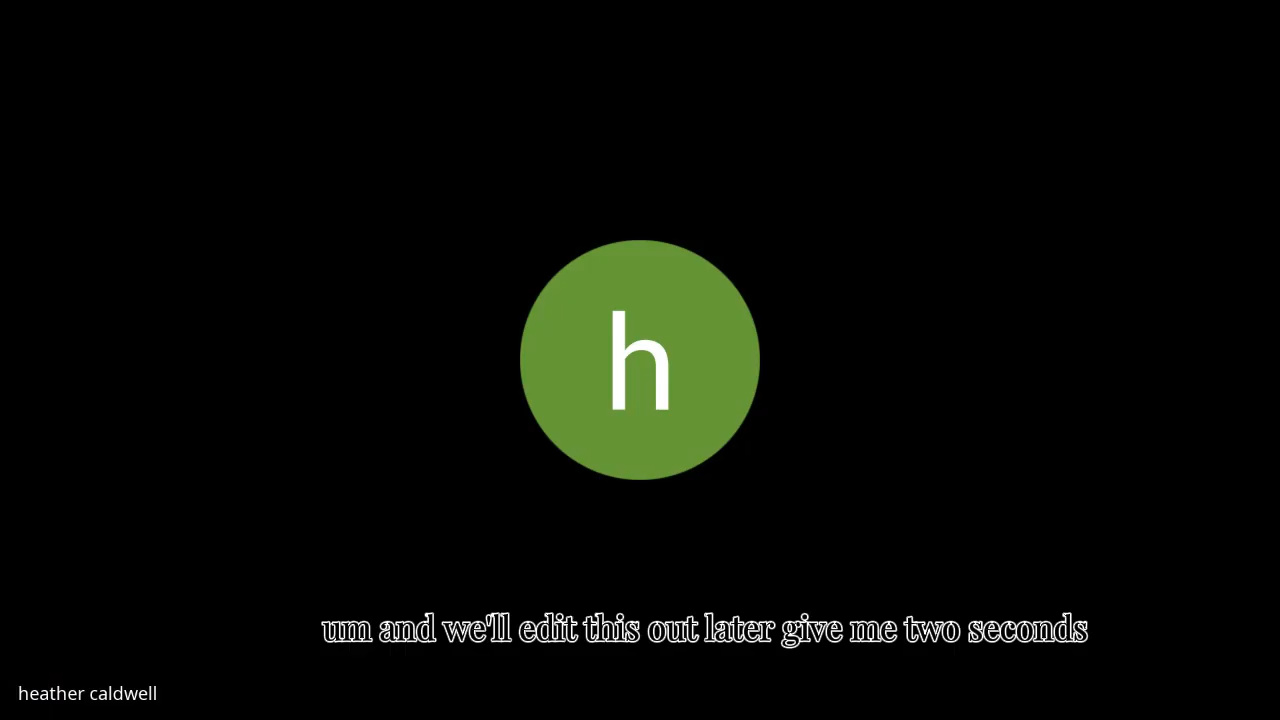 h
um and we'll edit this out later give me two seconds
heather caldwell